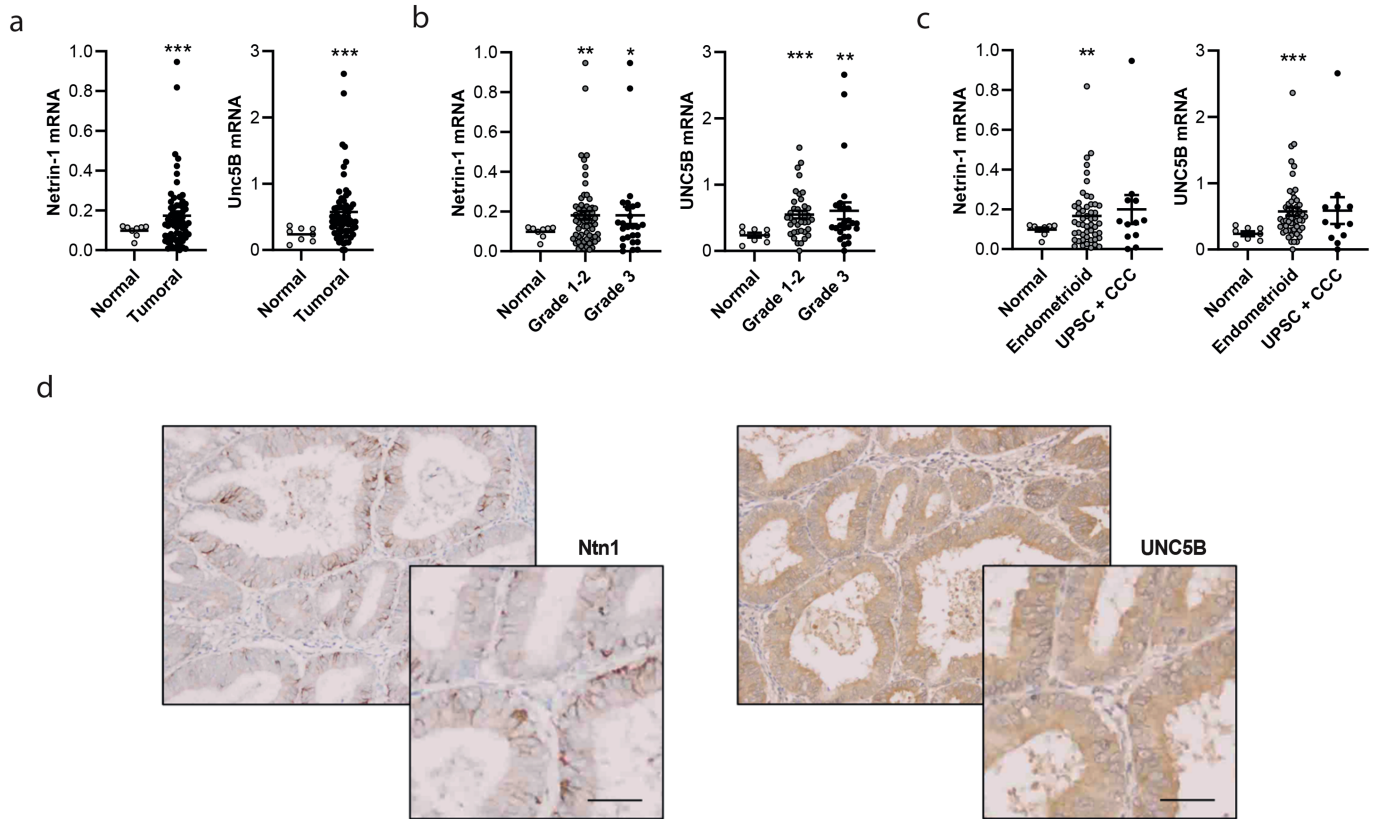 a
Netrin-1 mRNA
1.0
0.8
0.6
0.4
0.2
0.0
***
Normal
Tumoral
Unc5B mRNA
3
2
1
0
***
Normal
Tumoral
b
Netrin-1 mRNA
1.0
0.8
0.6
0.4
0.2
0.0
**
*
Normal
Grade 1-2
Grade 3
UNC5B mRNA
3
2
1
0
***
**
Normal
Grade 1-2
Grade 3
c
Netrin-1 mRNA
1.0
0.8
0.6
0.4
0.2
0.0
**
Normal
Endometrioid
UPSC + CCC
UNC5B mRNA
3
2
1
0
***
Normal
Endometrioid
UPSC + CCC
d
Ntn1
UNC5B